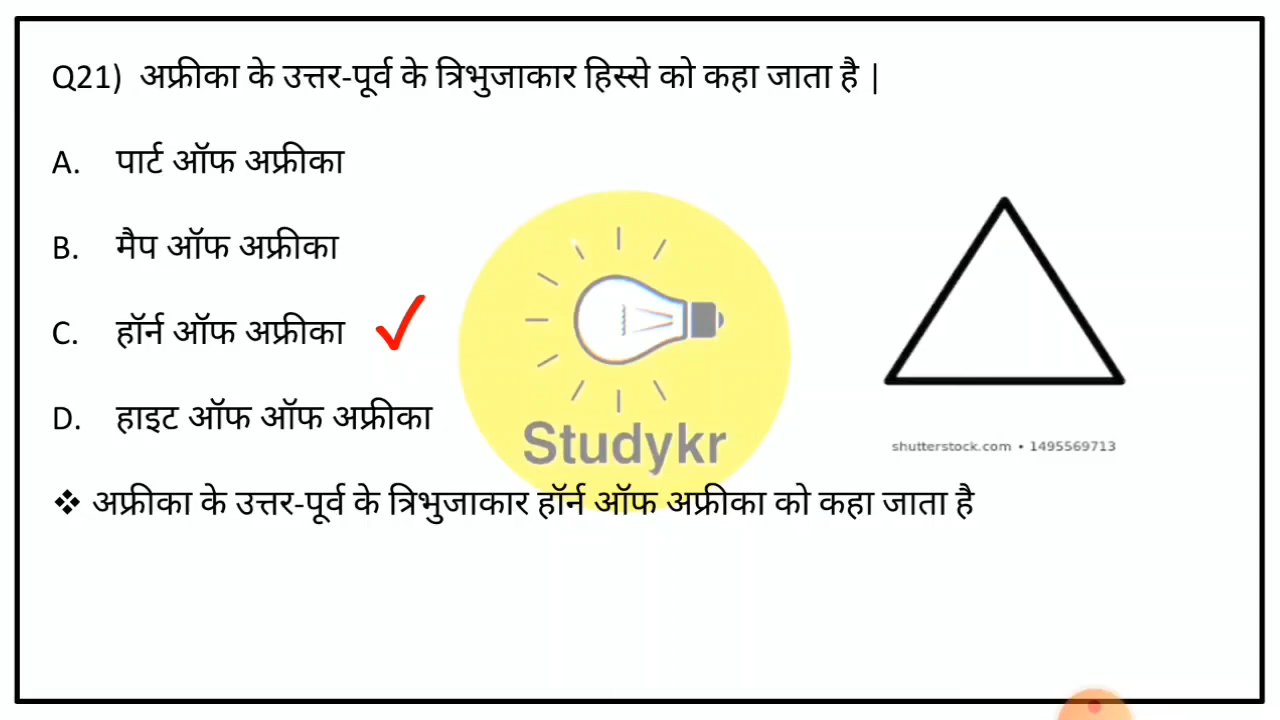 Q21) अफ्रीका के उत्तर-पूर्व के त्रिभुजाकार हिस्से को कहा जाता है |
A. पार्ट ऑफ अफ्रीका
B. मैप ऑफ अफ्रीका
C. हॉर्न ऑफ अफ्रीका
D. हाइट ऑफ ऑफ अफ्रीका
Studykr
shutterstock.com • 1495569713
❖ अफ्रीका के उत्तर-पूर्व के त्रिभुजाकार हॉर्न ऑफ अफ्रीका को कहा जाता है